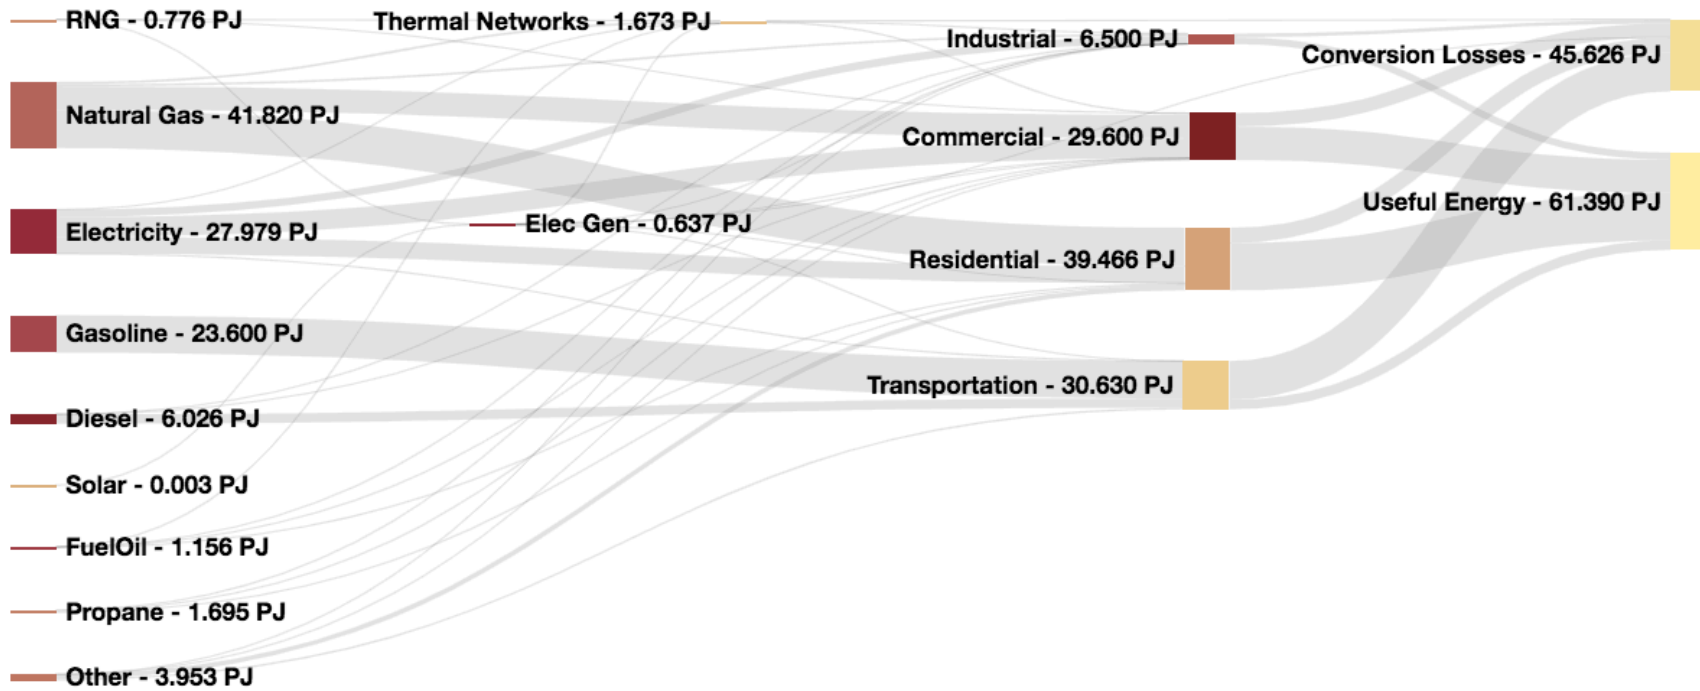 RNG - 0.776 PJ
Thermal Networks - 1.673 PJ
Industrial - 6.500 PJ
Conversion Losses - 45.626 PJ
Natural Gas - 41.820 PJ
Commercial - 29.600 PJ
Useful Energy - 61.390 PJ
Electricity - 27.979 PJ
Elec Gen - 0.637 PJ
Residential - 39.466 PJ
Gasoline - 23.600 PJ
Transportation - 30.630 PJ
Diesel - 6.026 PJ
Solar - 0.003 PJ
FuelOil - 1.156 PJ
Propane - 1.695 PJ
Other - 3.953 PJ